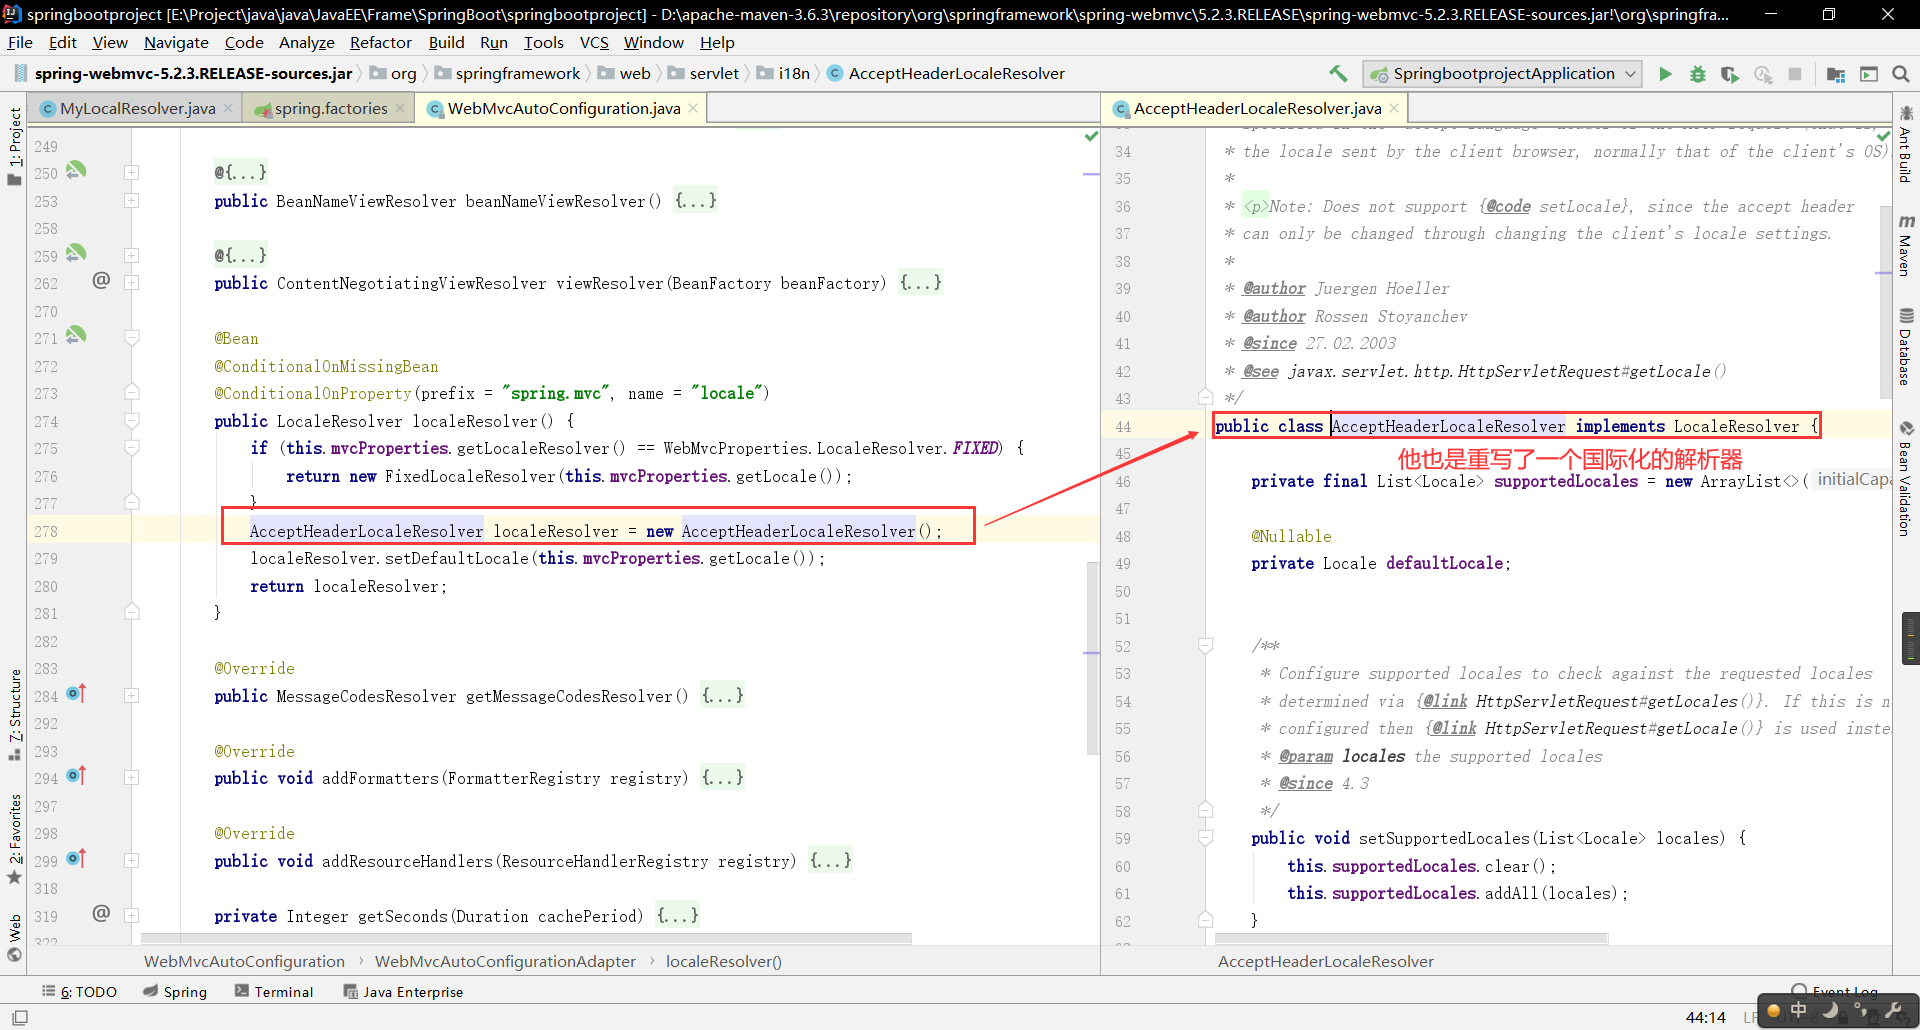 springbootproject [E:\Project\java\java\JavaEE\Frame\SpringBoot\springbootproject] - D:\apache-maven-3.6.3\repository\org\springframework\spring-webmvc\5.2.3.RELEASE\spring-webmvc-5.2.3.RELEASE-sources.jar!\org\springfra...
File Edit View Navigate Code Analyze Refactor Build Run Tools VCS Window Help
spring-webmvc-5.2.3.RELEASE-sources.jar org springframework web servlet i18n AcceptHeaderLocaleResolver
SpringbootprojectApplication
MyLocalResolver.java spring.factories WebMvcAutoConfiguration.java
1: Project
7: Structure
2: Favorites
Web
249
250 @{...}
253 public BeanNameViewResolver beanNameViewResolver() {...}
258
259 @{...}
262 @ public ContentNegotiatingViewResolver viewResolver(BeanFactory beanFactory) {...}
270
271 @Bean
272 @ConditionalOnMissingBean
273 @ConditionalOnProperty(prefix = "spring.mvc", name = "locale")
274 public LocaleResolver localeResolver() {
275 if (this.mvcProperties.getLocaleResolver() == WebMvcProperties.LocaleResolver.FIXED) {
276 return new FixedLocaleResolver(this.mvcProperties.getLocale());
277 }
278 AcceptHeaderLocaleResolver localeResolver = new AcceptHeaderLocaleResolver();
279 localeResolver.setDefaultLocale(this.mvcProperties.getLocale());
280 return localeResolver;
281 }
282
283 @Override
284 public MessageCodesResolver getMessageCodesResolver() {...}
292
293 @Override
294 public void addFormatters(FormatterRegistry registry) {...}
297
298 @Override
299 public void addResourceHandlers(ResourceHandlerRegistry registry) {...}
318
319 @ private Integer getSeconds(Duration cachePeriod) {...}
322
WebMvcAutoConfiguration › WebMvcAutoConfigurationAdapter › localeResolver()
AcceptHeaderLocaleResolver.java
34 * the locale sent by the client browser, normally that of the client's OS)
35 *
36 * <p>Note: Does not support {@code setLocale}, since the accept header
37 * can only be changed through changing the client's locale settings.
38 *
39 * @author Juergen Hoeller
40 * @author Rossen Stoyanchev
41 * @since 27.02.2003
42 * @see javax.servlet.http.HttpServletRequest#getLocale()
43 */
44 public class AcceptHeaderLocaleResolver implements LocaleResolver {
45 他也是重写了一个国际化的解析器
46 private final List<Locale> supportedLocales = new ArrayList<>( initialCapa
47
48 @Nullable
49 private Locale defaultLocale;
50
51
52 /**
53 * Configure supported locales to check against the requested locales
54 * determined via {@link HttpServletRequest#getLocales()}. If this is n
55 * configured then {@link HttpServletRequest#getLocale()} is used inste
56 * @param locales the supported locales
57 * @since 4.3
58 */
59 public void setSupportedLocales(List<Locale> locales) {
60 this.supportedLocales.clear();
61 this.supportedLocales.addAll(locales);
62 }
AcceptHeaderLocaleResolver
Ant Build
Maven
Database
Bean Validation
6: TODO Spring Terminal Java Enterprise Event Log
44:14
中